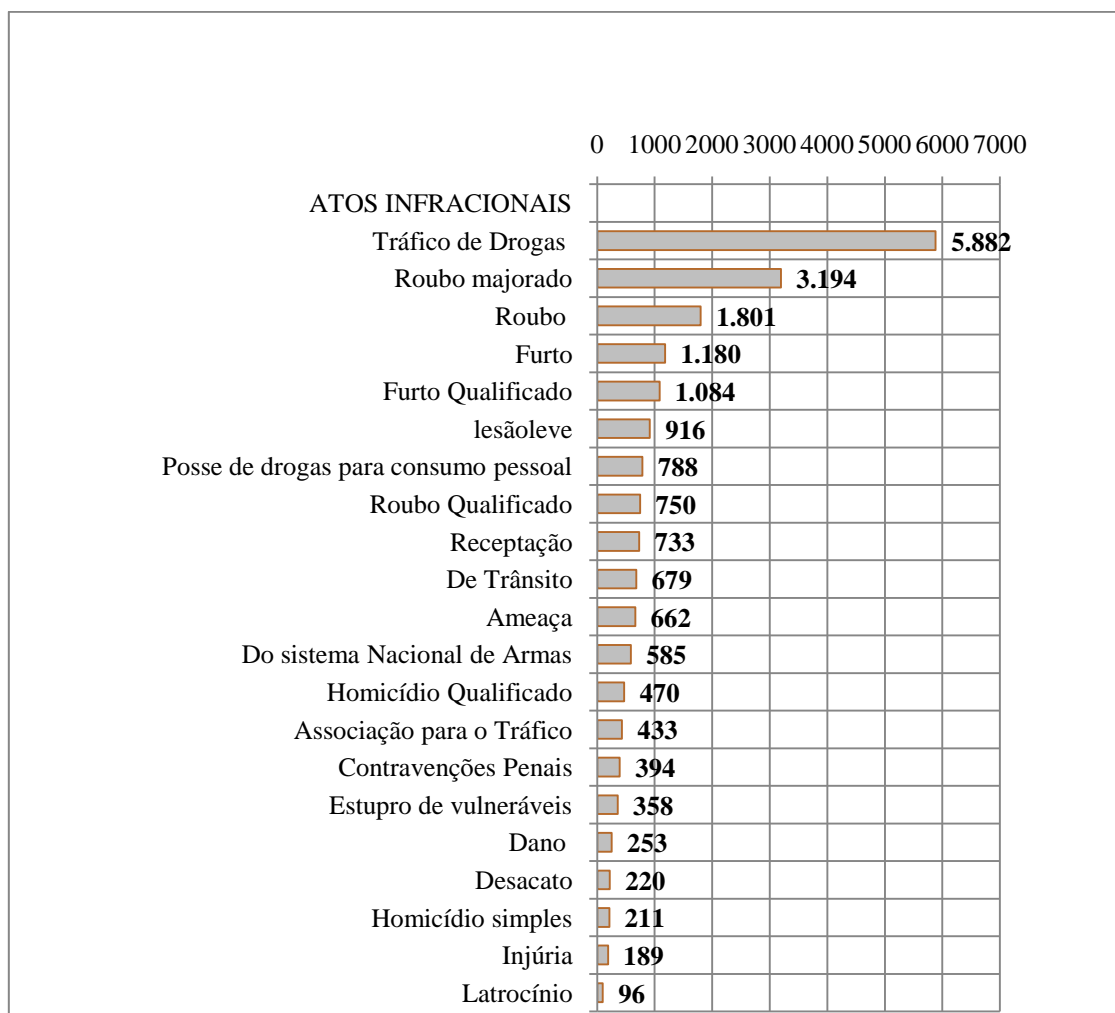 0 1000 2000 3000 4000 5000 6000 7000
ATOS INFRACIONAIS
Tráfico de Drogas 5.882
Roubo majorado 3.194
Roubo 1.801
Furto 1.180
Furto Qualificado 1.084
lesãoleve 916
Posse de drogas para consumo pessoal 788
Roubo Qualificado 750
Receptação 733
De Trânsito 679
Ameaça 662
Do sistema Nacional de Armas 585
Homicídio Qualificado 470
Associação para o Tráfico 433
Contravenções Penais 394
Estupro de vulneráveis 358
Dano 253
Desacato 220
Homicídio simples 211
Injúria 189
Latrocínio 96